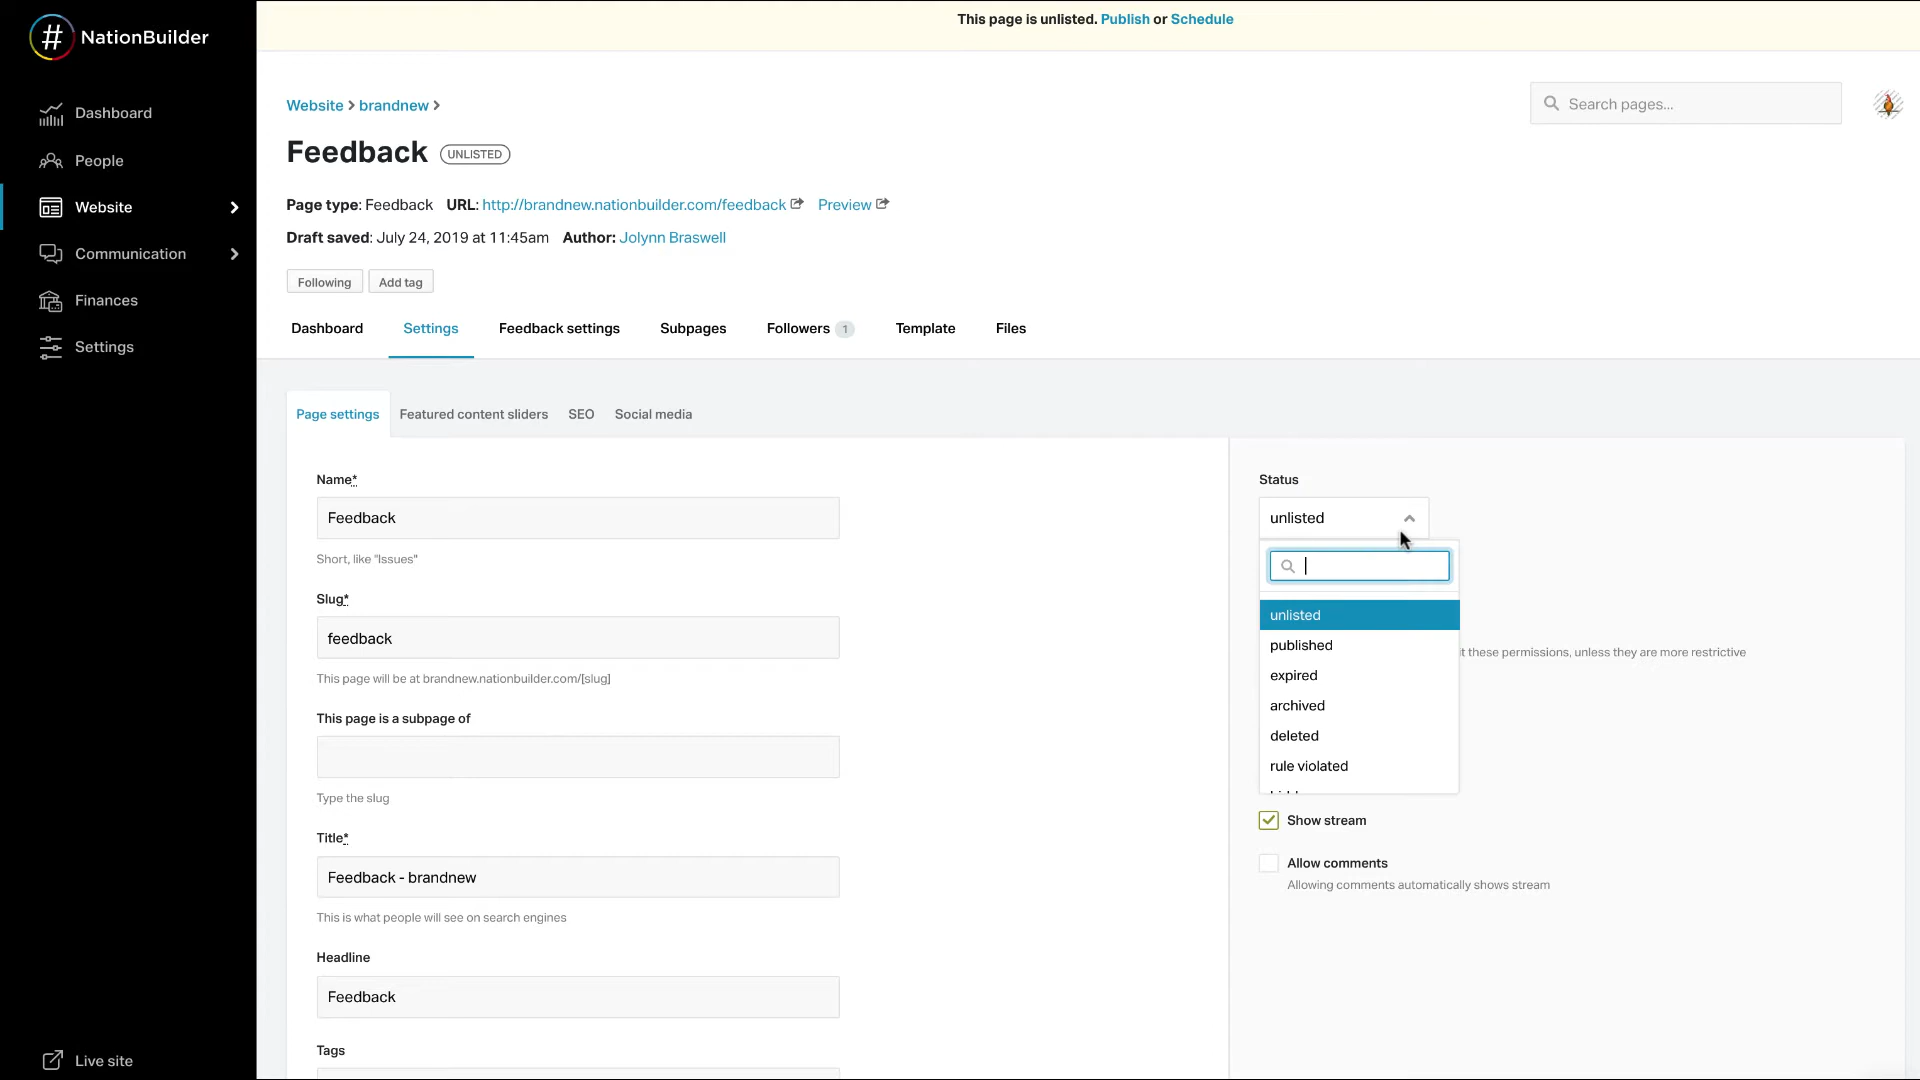 This page is unlisted. Publish or Schedule
# NationBuilder
Dashboard
People
Website
Communication
Finances
Settings
Live site
Website > brandnew >
Search pages...
Feedback UNLISTED
Page type: Feedback URL: http://brandnew.nationbuilder.com/feedback Preview
Draft saved: July 24, 2019 at 11:45am Author: Jolynn Braswell
Following Add tag
Dashboard Settings Feedback settings Subpages Followers 1 Template Files
Page settings Featured content sliders SEO Social media
Name*
Feedback
Short, like "Issues"
Slug*
feedback
This page will be at brandnew.nationbuilder.com/[slug]
This page is a subpage of
Type the slug
Title*
Feedback - brandnew
This is what people will see on search engines
Headline
Feedback
Tags
Status
unlisted
unlisted
published
expired
archived
deleted
rule violated
these permissions, unless they are more restrictive
Show stream
Allow comments
Allowing comments automatically shows stream